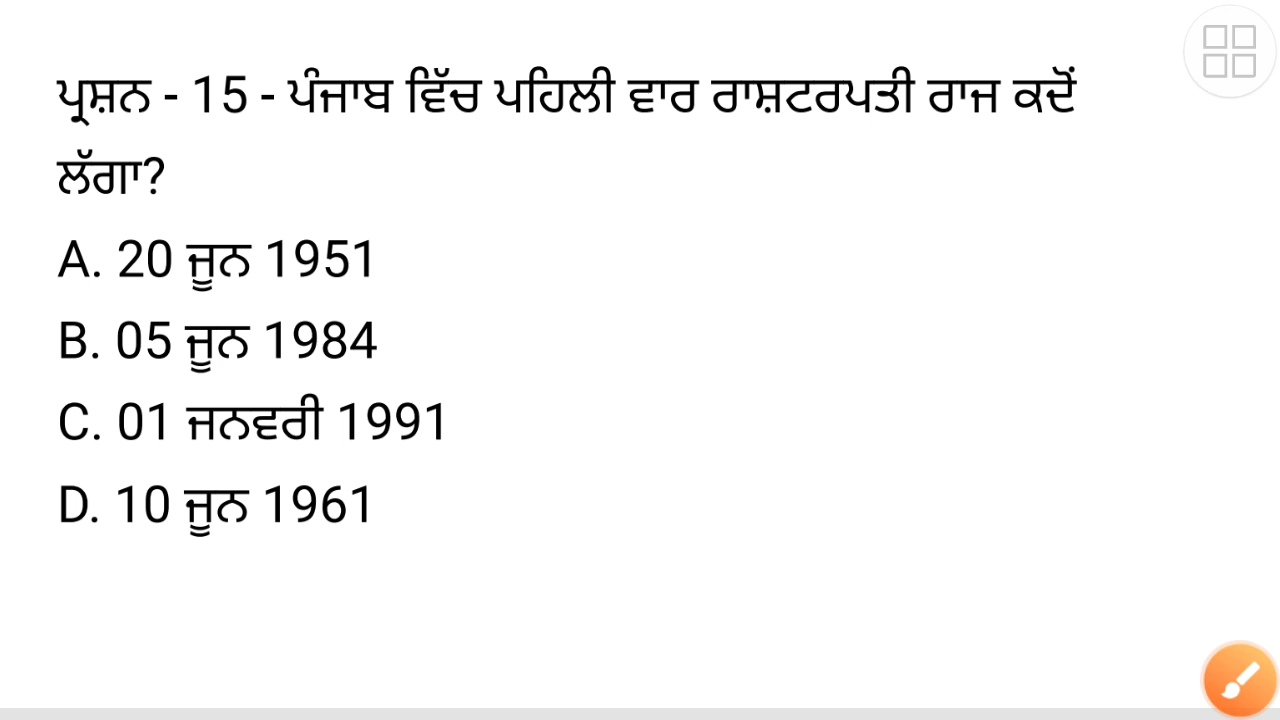 ਪ੍ਰਸ਼ਨ - 15 - ਪੰਜਾਬ ਵਿੱਚ ਪਹਿਲੀ ਵਾਰ ਰਾਸ਼ਟਰਪਤੀ ਰਾਜ ਕਦੋਂ
ਲੱਗਾ?
A. 20 ਜੂਨ 1951
B. 05 ਜੂਨ 1984
C. 01 ਜਨਵਰੀ 1991
D. 10 ਜੂਨ 1961